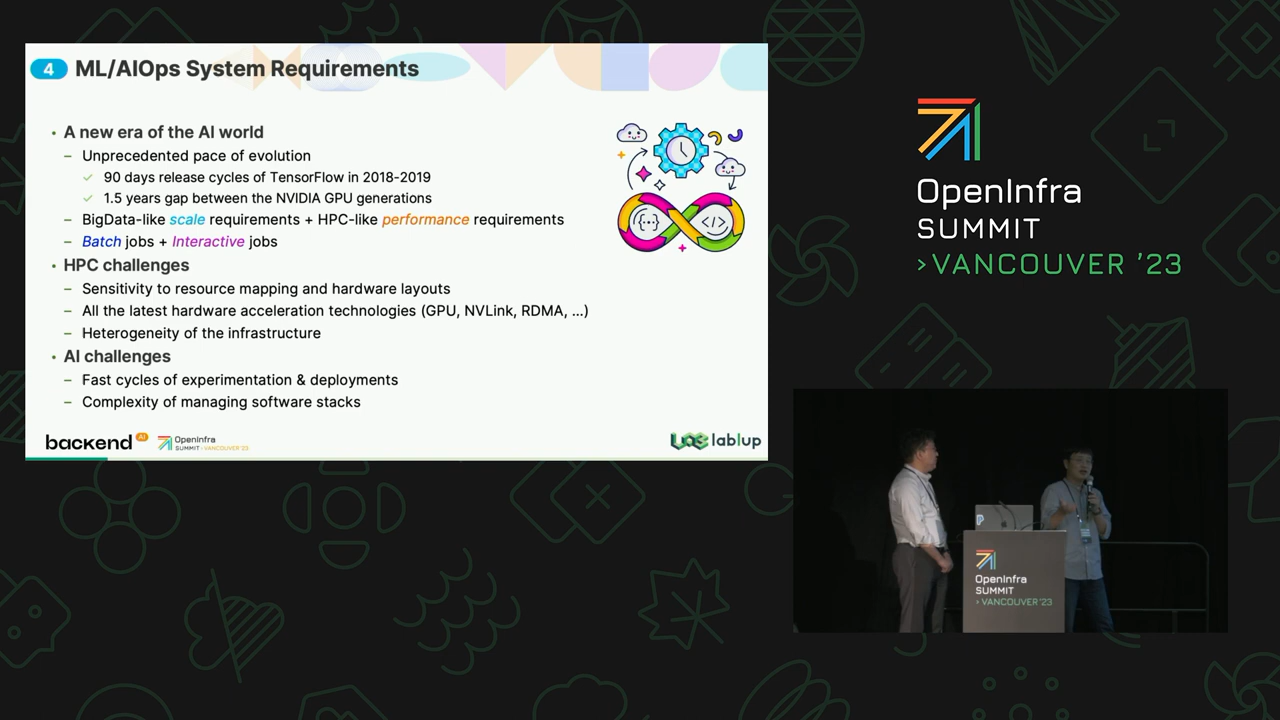 4 ML/AIOps System Requirements
• A new era of the AI world
– Unprecedented pace of evolution
✓ 90 days release cycles of TensorFlow in 2018-2019
✓ 1.5 years gap between the NVIDIA GPU generations
– BigData-like scale requirements + HPC-like performance requirements
– Batch jobs + Interactive jobs
• HPC challenges
– Sensitivity to resource mapping and hardware layouts
– All the latest hardware acceleration technologies (GPU, NVLink, RDMA, ...)
– Heterogeneity of the infrastructure
• AI challenges
– Fast cycles of experimentation & deployments
– Complexity of managing software stacks
{···}
</>
backend AI
OpenInfra
SUMMIT >VANCOUVER '23
lablup
OpenInfra
SUMMIT
>VANCOUVER '23
OpenInfra
SUMMIT
> VANCOUVER '23